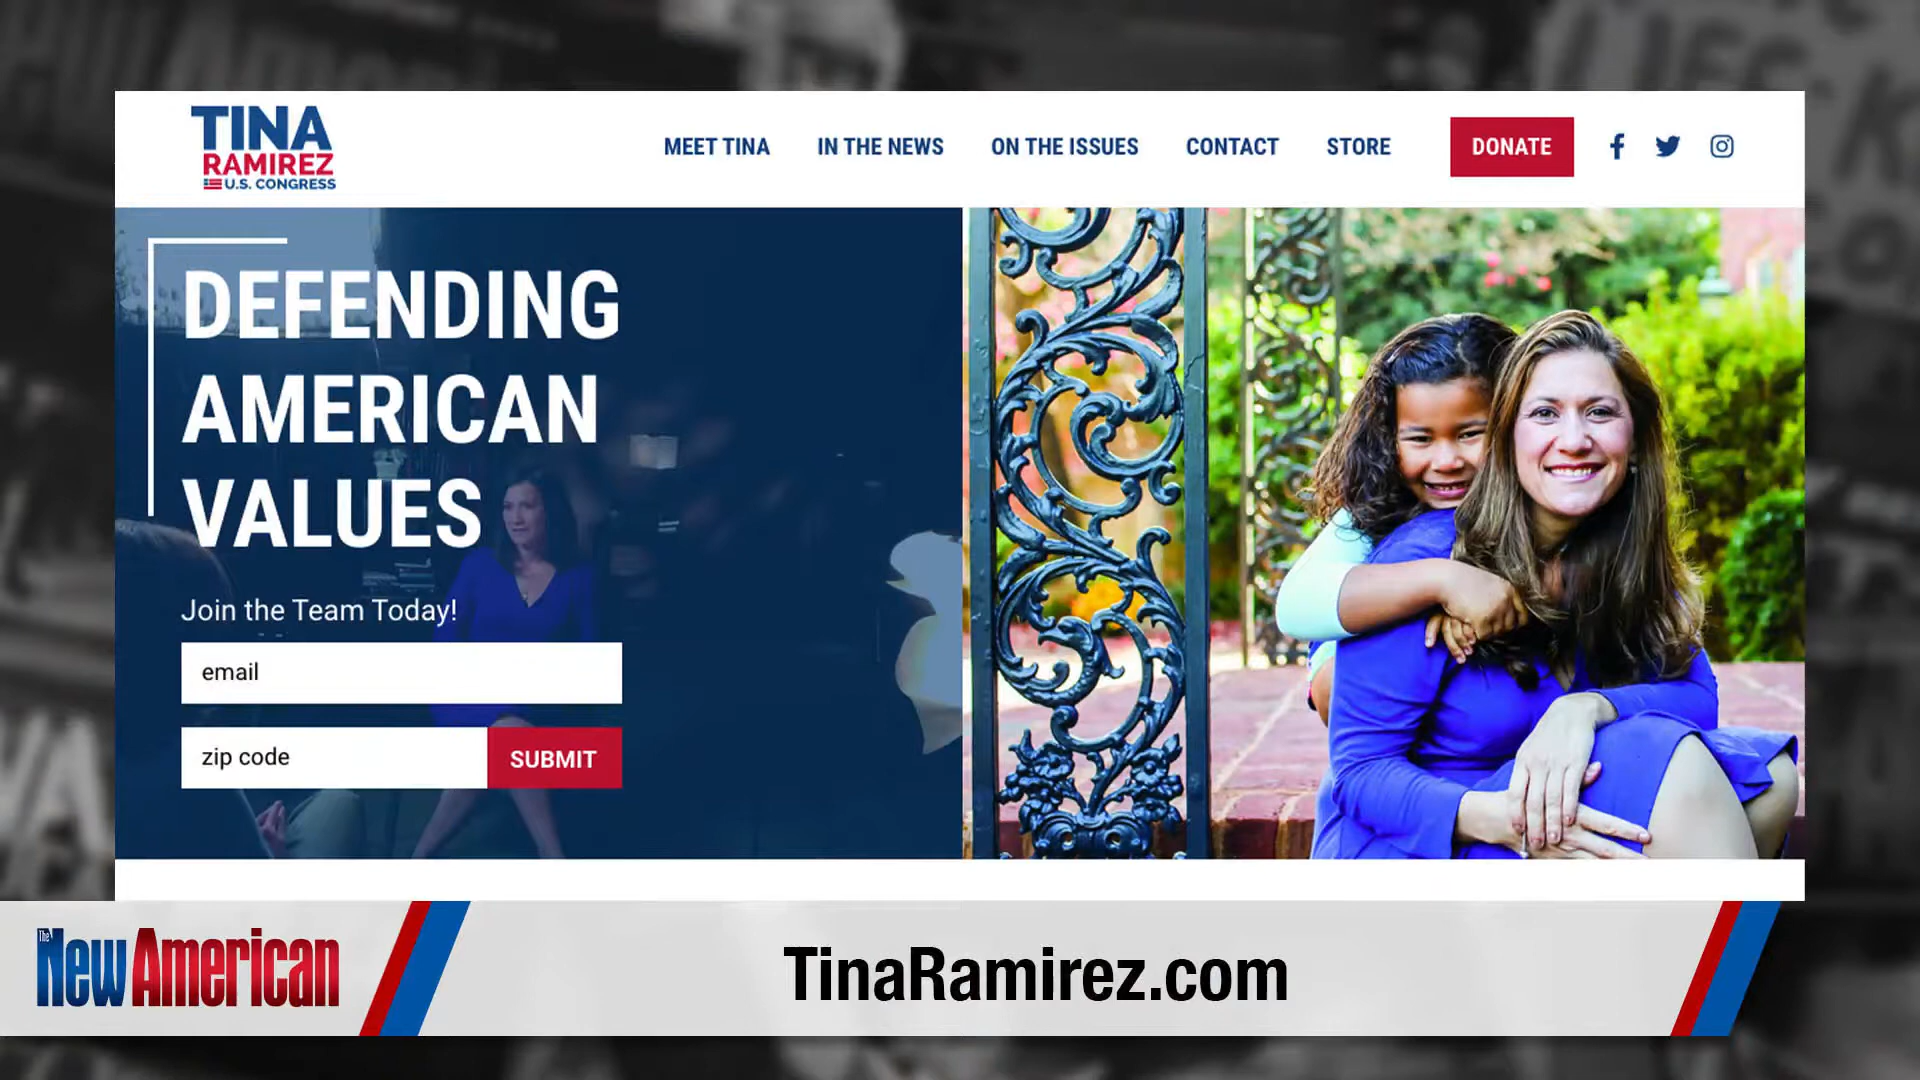 TINA
RAMIREZ
U.S. CONGRESS
MEET TINA
IN THE NEWS
ON THE ISSUES
CONTACT
STORE
DONATE
DEFENDING
AMERICAN
VALUES
Join the Team Today!
email
zip code
SUBMIT
The New American
TinaRamirez.com